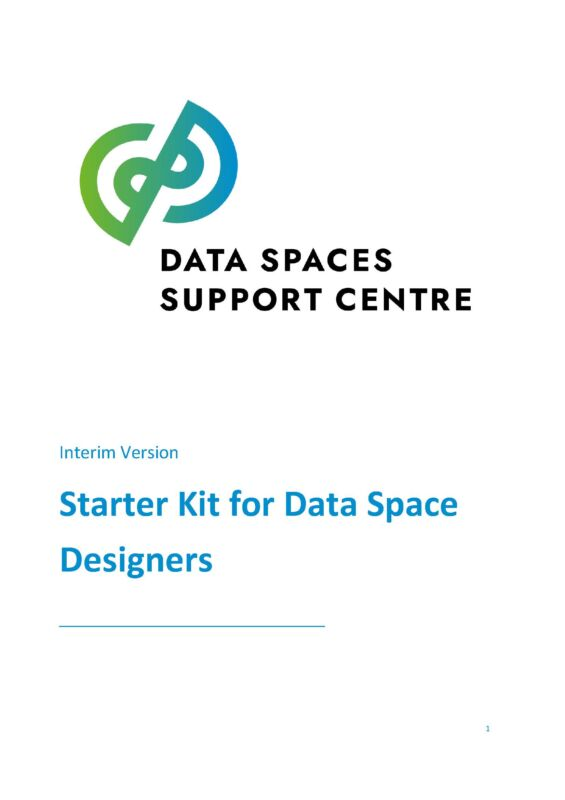 DATA SPACES
SUPPORT CENTRE
Interim Version
Starter Kit for Data Space
Designers
1